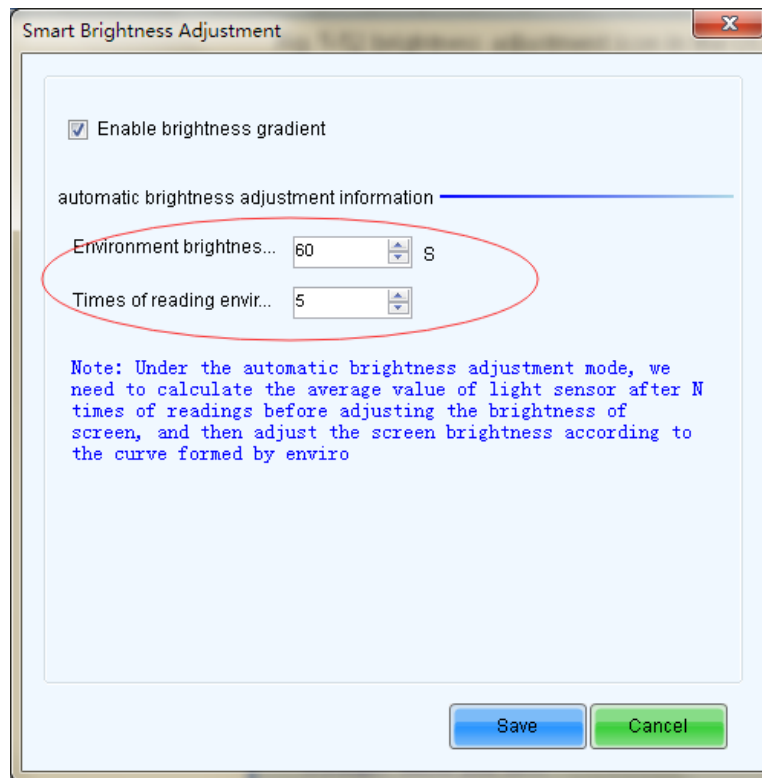 Smart Brightness Adjustment
Enable brightness gradient
automatic brightness adjustment information
Environment brightnes... 60 S
Times of reading envir... 5
Note: Under the automatic brightness adjustment mode, we
need to calculate the average value of light sensor after N
times of readings before adjusting the brightness of
screen, and then adjust the screen brightness according to
the curve formed by enviro
Save Cancel